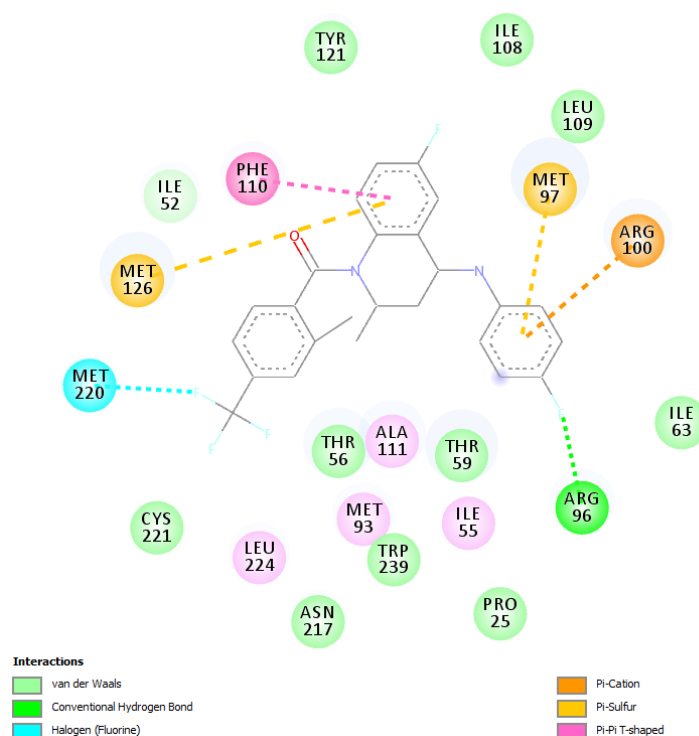 TYR
121
ILE
108
LEU
109
F
PHE
110
MET
97
ILE
52
ARG
100
O
MET
126
N
N
MET
220
F
F
F
F
ILE
63
THR
56
ALA
111
THR
59
ARG
96
CYS
221
MET
93
ILE
55
LEU
224
TRP
239
ASN
217
PRO
25
Interactions
van der Waals
Conventional Hydrogen Bond
Halogen (Fluorine)
Pi-Cation
Pi-Sulfur
Pi-Pi T-shaped